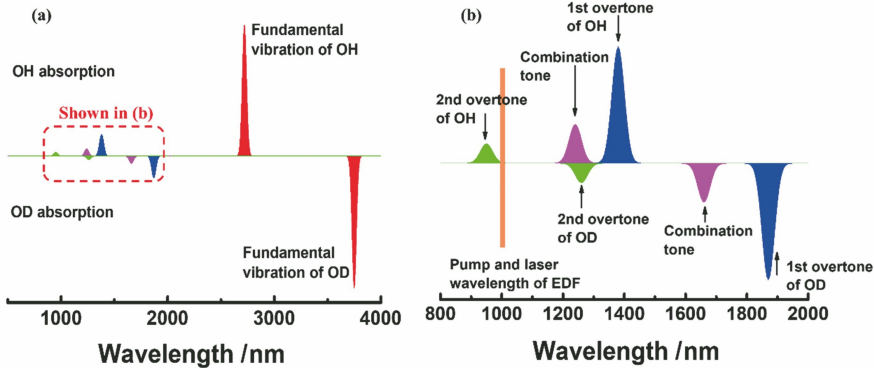 (a)
Fundamental
vibration of OH
OH absorption
Shown in (b)
OD absorption
Fundamental
vibration of OD
1000
2000
3000
4000
Wavelength /nm
(b)
1st overtone
of OH
Combination
tone
2nd overtone
of OH
2nd overtone
of OD
Combination
tone
Pump and laser
wavelength of EDF
1st overtone
of OD
800
1000
1200
1400
1600
1800
2000
Wavelength /nm